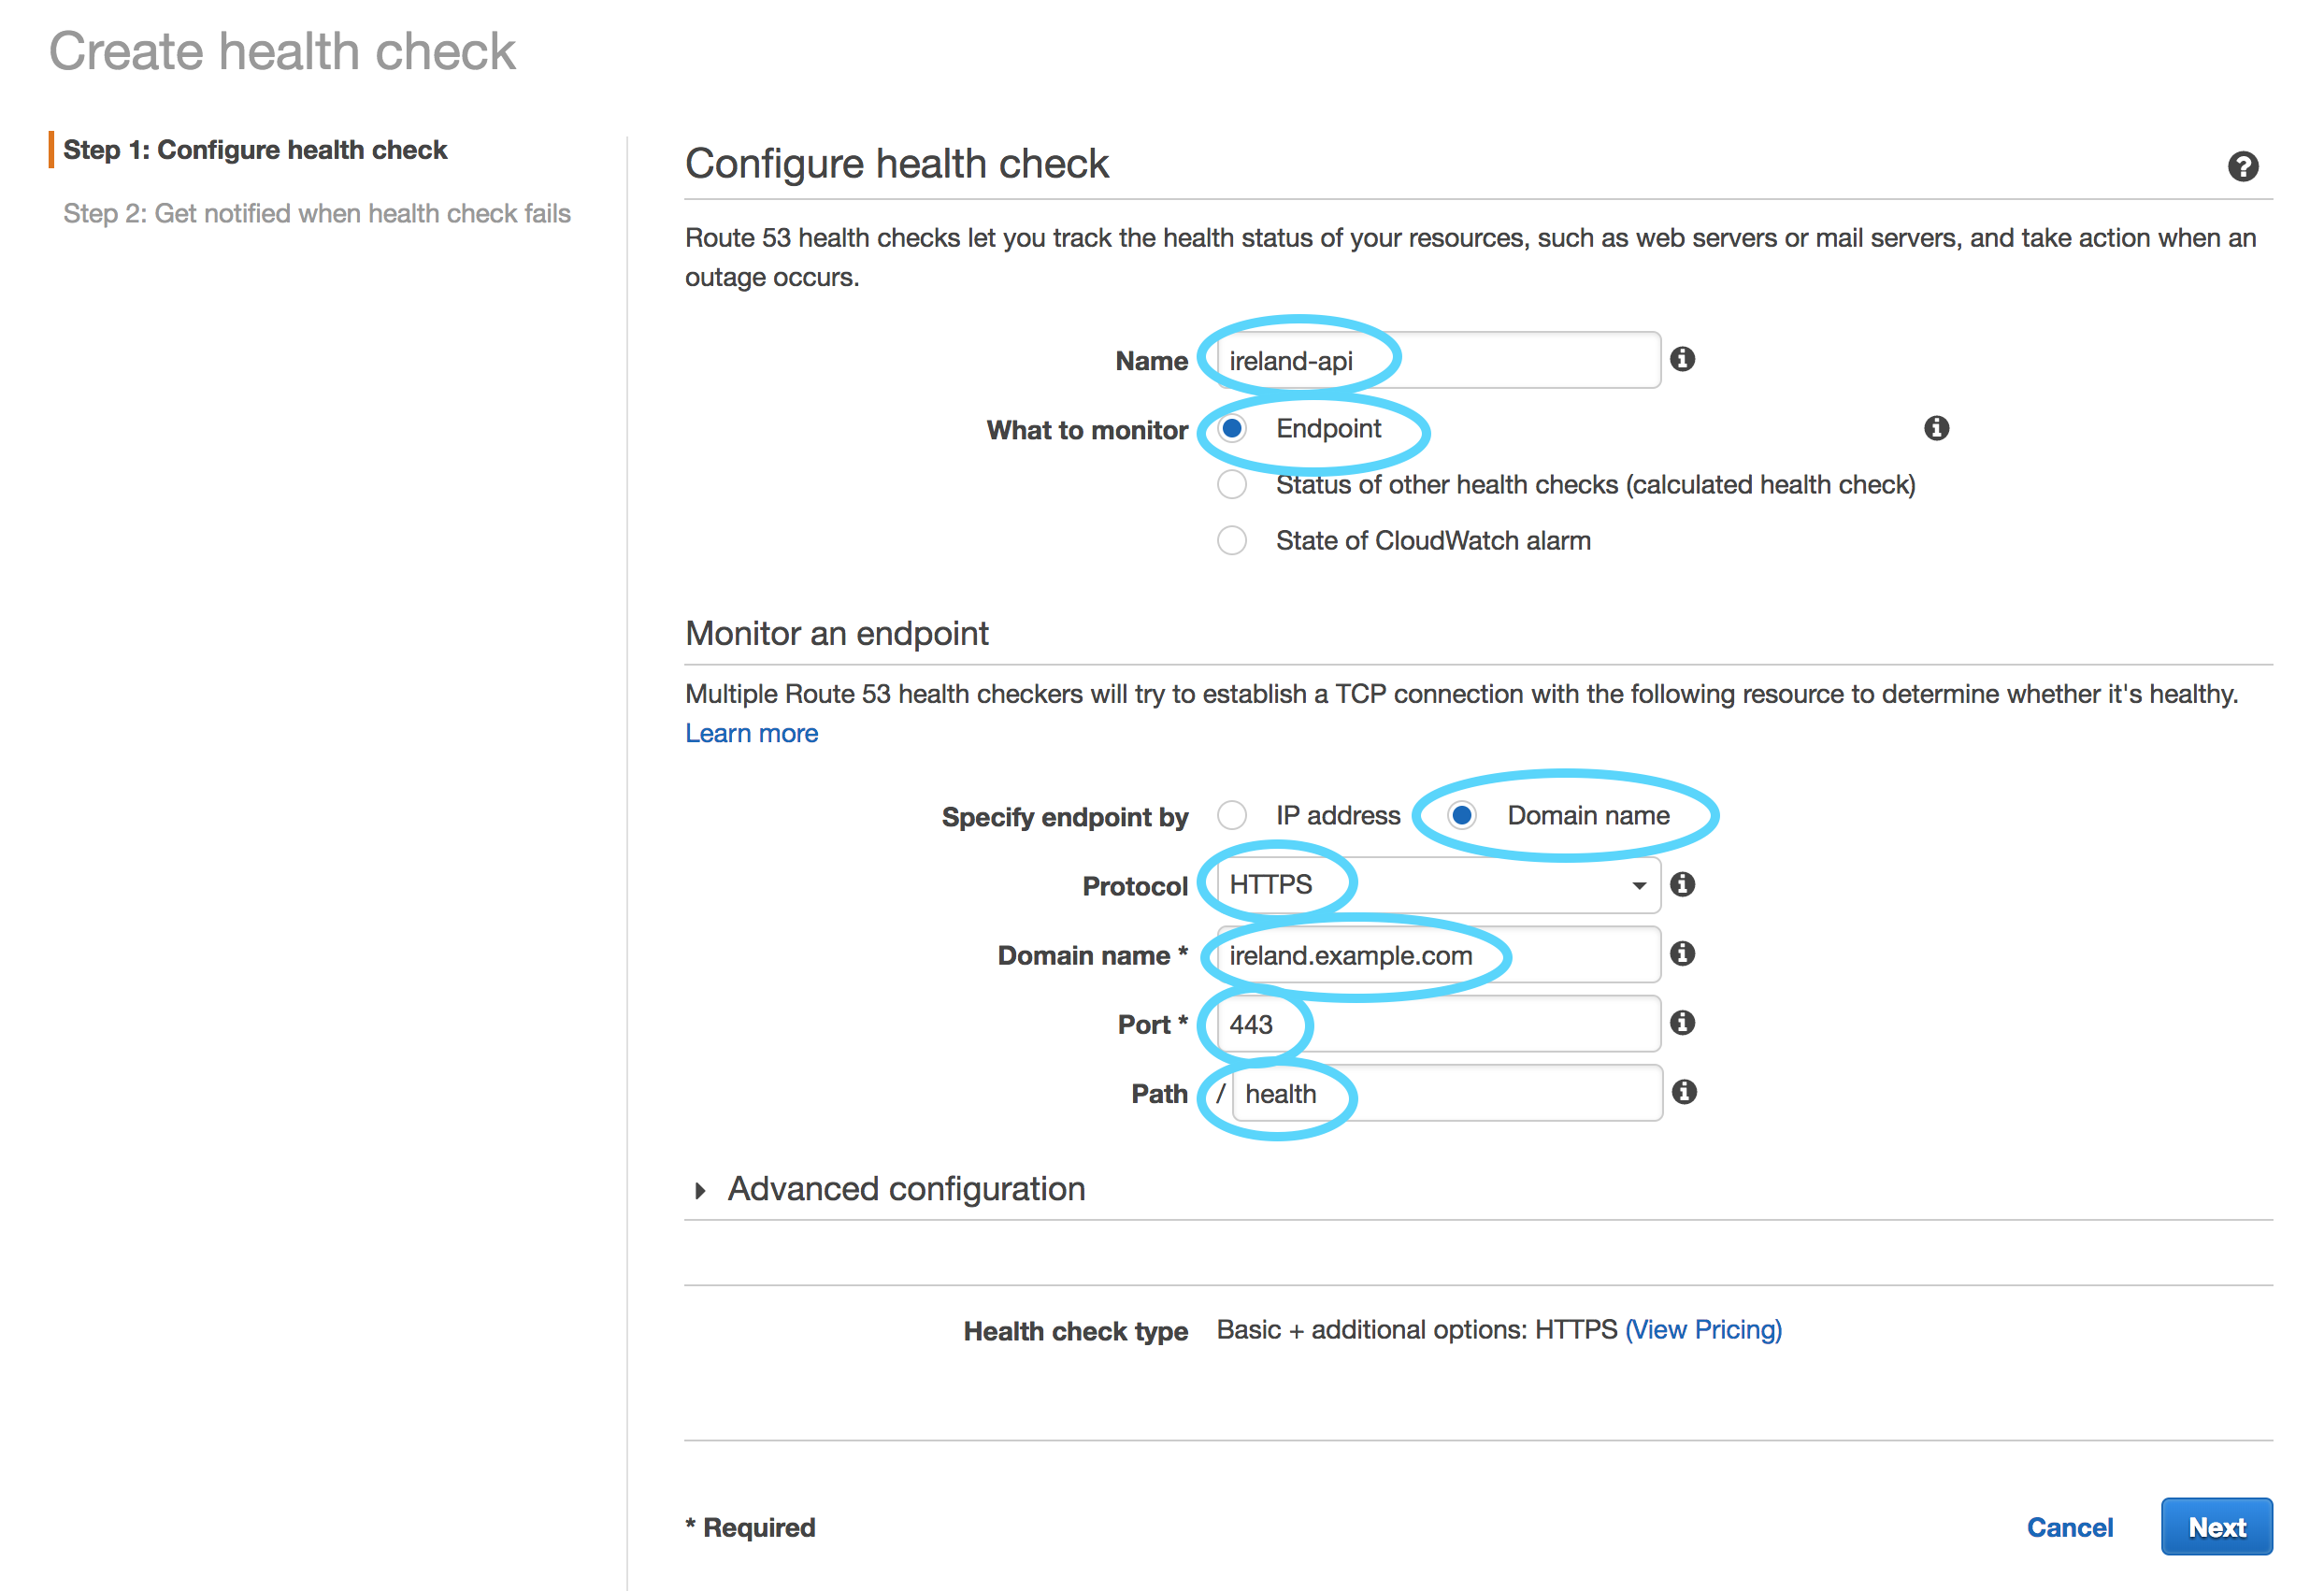 Create health check
Step 1: Configure health check
Step 2: Get notified when health check fails
Configure health check
Route 53 health checks let you track the health status of your resources, such as web servers or mail servers, and take action when an
outage occurs.
Name ireland-api
What to monitor Endpoint
Status of other health checks (calculated health check)
State of CloudWatch alarm
Monitor an endpoint
Multiple Route 53 health checkers will try to establish a TCP connection with the following resource to determine whether it's healthy.
Learn more
Specify endpoint by IP address Domain name
Protocol HTTPS
Domain name * ireland.example.com
Port * 443
Path / health
Advanced configuration
Health check type Basic + additional options: HTTPS (View Pricing)
* Required Cancel Next